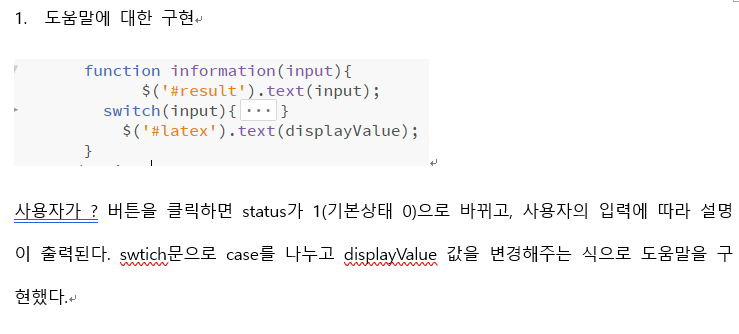 1. 도움말에 대한 구현
function information(input){
$('#result').text(input);
switch(input){...}
$('#latex').text(displayValue);
}
사용자가 ? 버튼을 클릭하면 status가 1(기본상태 0)으로 바뀌고, 사용자의 입력에 따라 설명
이 출력된다. swtich문으로 case를 나누고 displayValue 값을 변경해주는 식으로 도움말을 구
현했다.